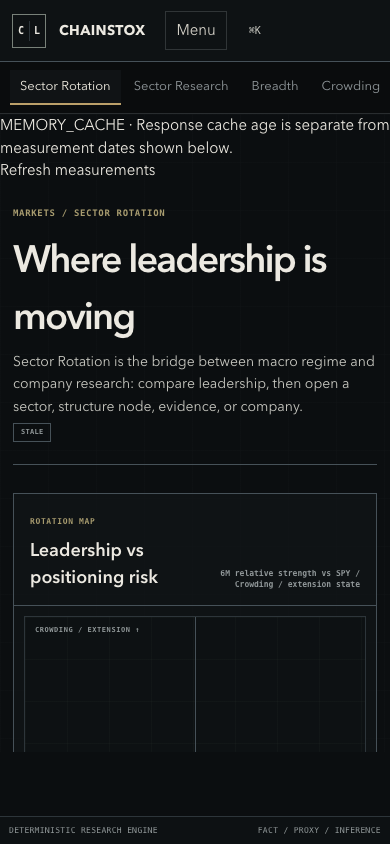 C L CHAINSTOX Menu ⌘K
Sector Rotation Sector Research Breadth Crowding
MEMORY_CACHE · Response cache age is separate from
measurement dates shown below.
Refresh measurements
MARKETS / SECTOR ROTATION
Where leadership is
moving
Sector Rotation is the bridge between macro regime and
company research: compare leadership, then open a
sector, structure node, evidence, or company.
STALE
ROTATION MAP
Leadership vs
positioning risk
6M relative strength vs SPY /
Crowding / extension state
CROWDING / EXTENSION ↑
DETERMINISTIC RESEARCH ENGINE FACT / PROXY / INFERENCE